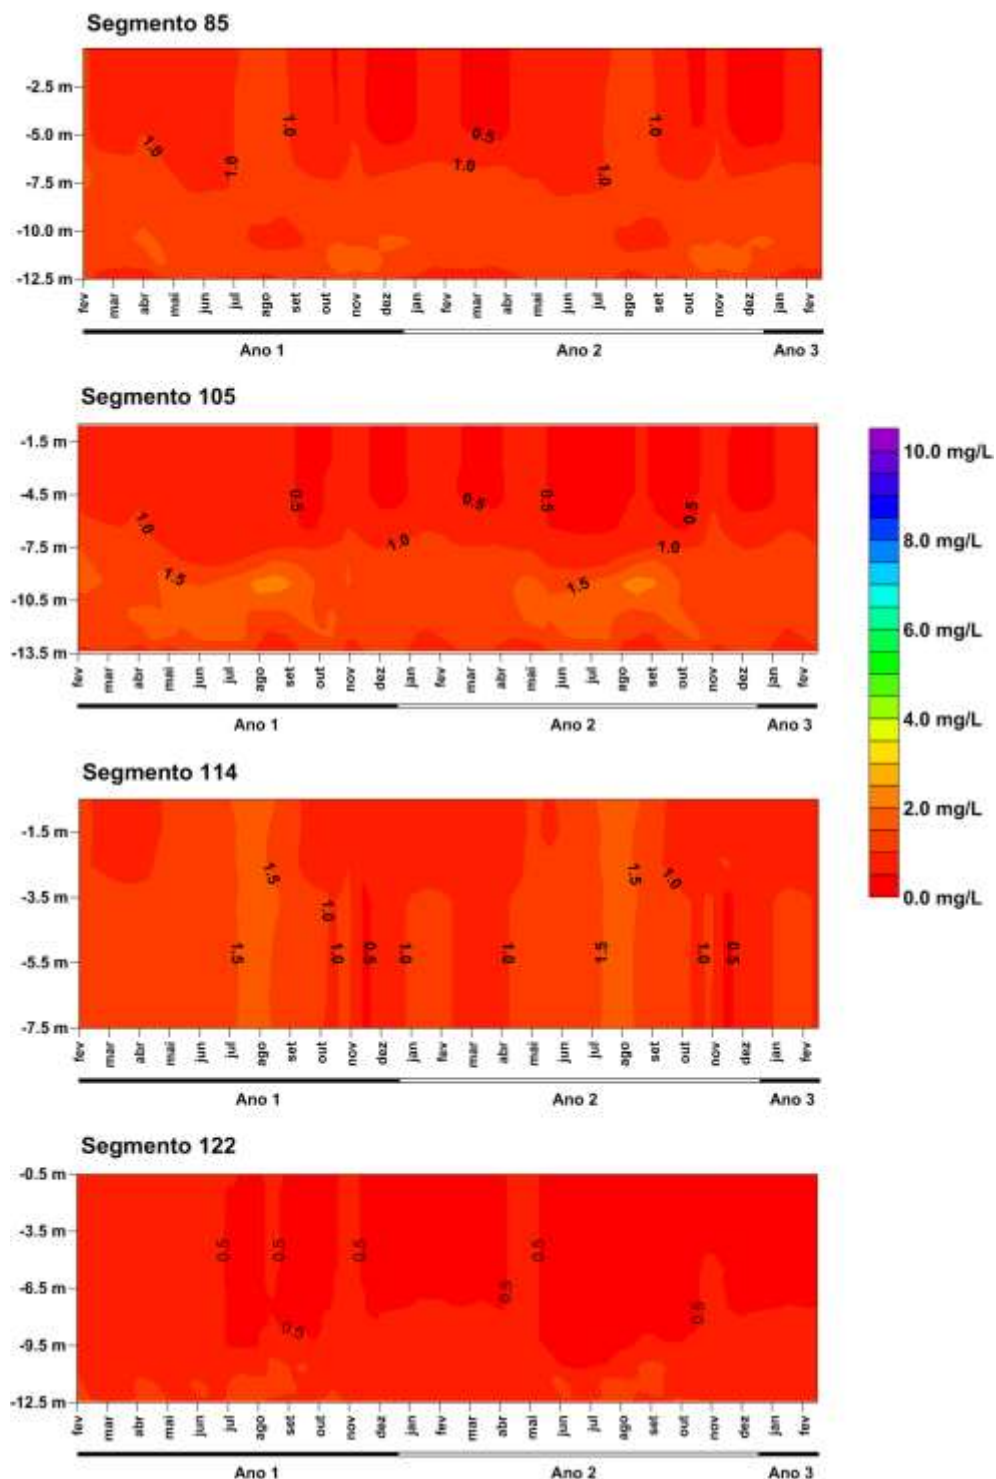 Segmento 85
-2.5 m
1.0
1.0
-5.0 m
1.0
0.5
1.0
1.0
1.0
-7.5 m
-10.0 m
-12.5 m
fev mar abr mai jun jul ago set out nov dez jan fev mar abr mai jun jul ago set out nov dez jan fev
Ano 1 Ano 2 Ano 3
Segmento 105
-1.5 m
-4.5 m
0.5 0.5 0.5 0.5
1.0 1.0 1.0
-7.5 m
1.5 1.5
-10.5 m
-13.5 m
fev mar abr mai jun jul ago set out nov dez jan fev mar abr mai jun jul ago set out nov dez jan fev
Ano 1 Ano 2 Ano 3
10.0 mg/L
8.0 mg/L
6.0 mg/L
4.0 mg/L
2.0 mg/L
0.0 mg/L
Segmento 114
-1.5 m
1.5 1.5 1.0
-3.5 m
1.0
1.5 1.0 0.5 1.0 1.0 1.5 1.0 0.5
-5.5 m
-7.5 m
fev mar abr mai jun jul ago set out nov dez jan fev mar abr mai jun jul ago set out nov dez jan fev
Ano 1 Ano 2 Ano 3
Segmento 122
-0.5 m
-3.5 m
0.5 0.5 0.5 0.5
-6.5 m
0.5 0.5
0.5
-9.5 m
-12.5 m
fev mar abr mai jun jul ago set out nov dez jan fev mar abr mai jun jul ago set out nov dez jan fev
Ano 1 Ano 2 Ano 3